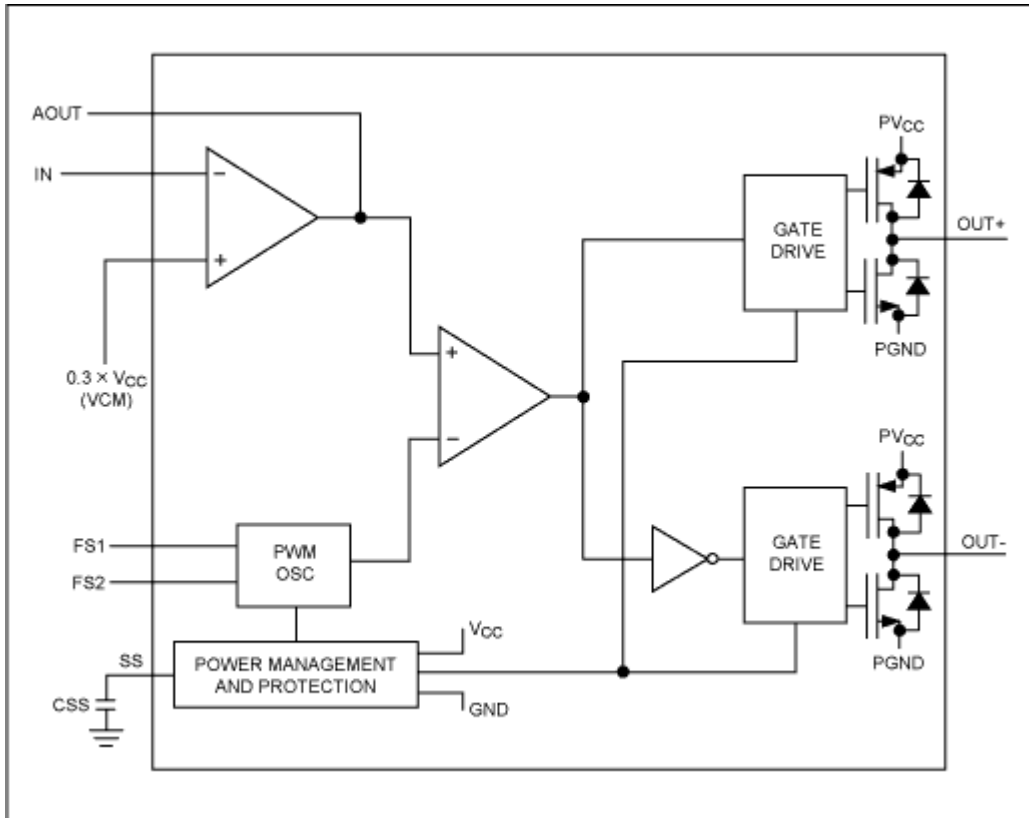 AOUT
IN
−
+
0.3 × VCC
(VCM)
+
−
FS1
FS2
PWM
OSC
SS
CSS
POWER MANAGEMENT
AND PROTECTION
VCC
GND
GATE
DRIVE
PVCC
OUT+
PGND
GATE
DRIVE
PVCC
OUT-
PGND